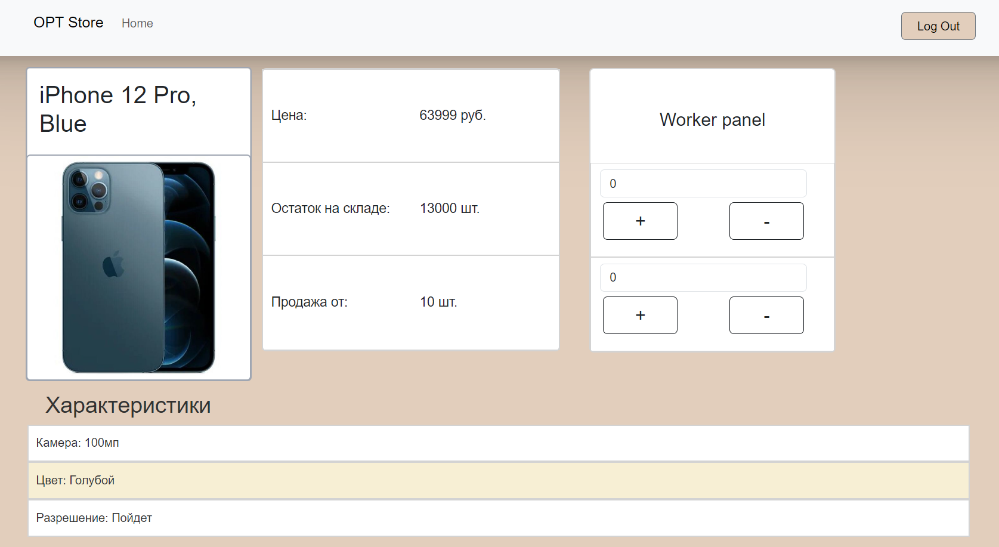 OPT Store Home Log Out
iPhone 12 Pro,
Blue
Цена: 63999 руб.
Остаток на складе: 13000 шт.
Продажа от: 10 шт.
Worker panel
0
+ -
0
+ -
Характеристики
Камера: 100мп
Цвет: Голубой
Разрешение: Пойдет